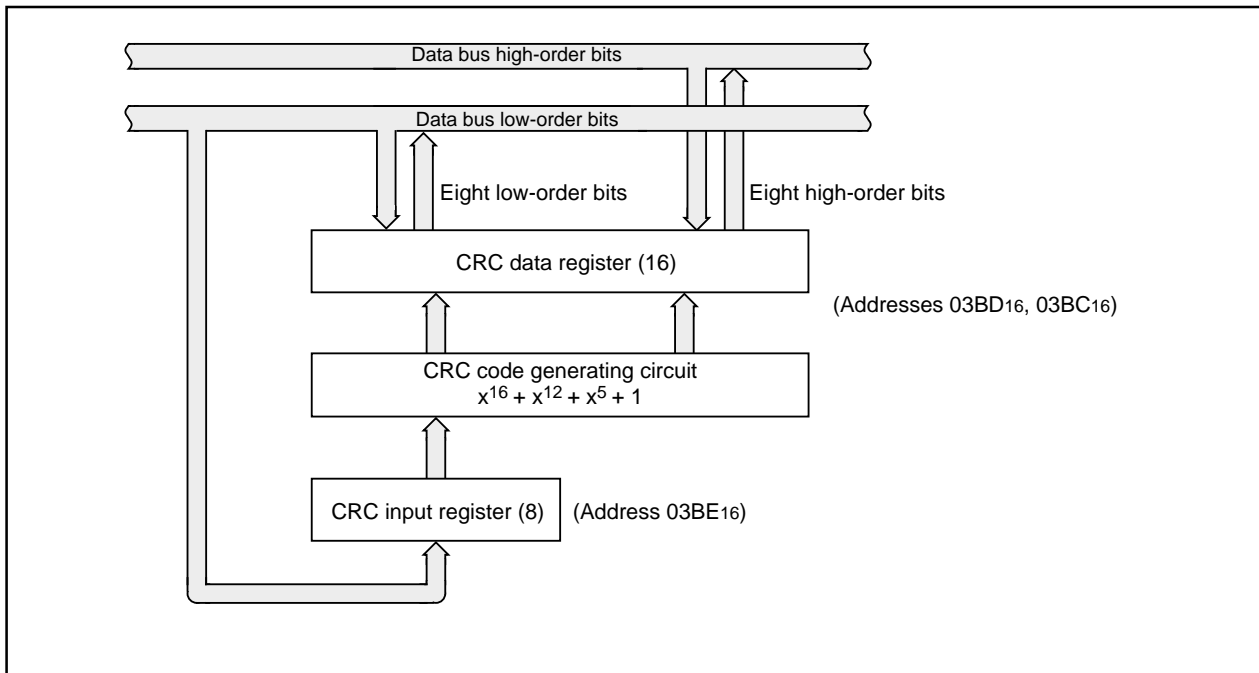 Data bus high-order bits
Data bus low-order bits
Eight low-order bits
Eight high-order bits
CRC data register (16)
(Addresses 03BD16, 03BC16)
CRC code generating circuit
x16 + x12 + x5 + 1
CRC input register (8)
(Address 03BE16)